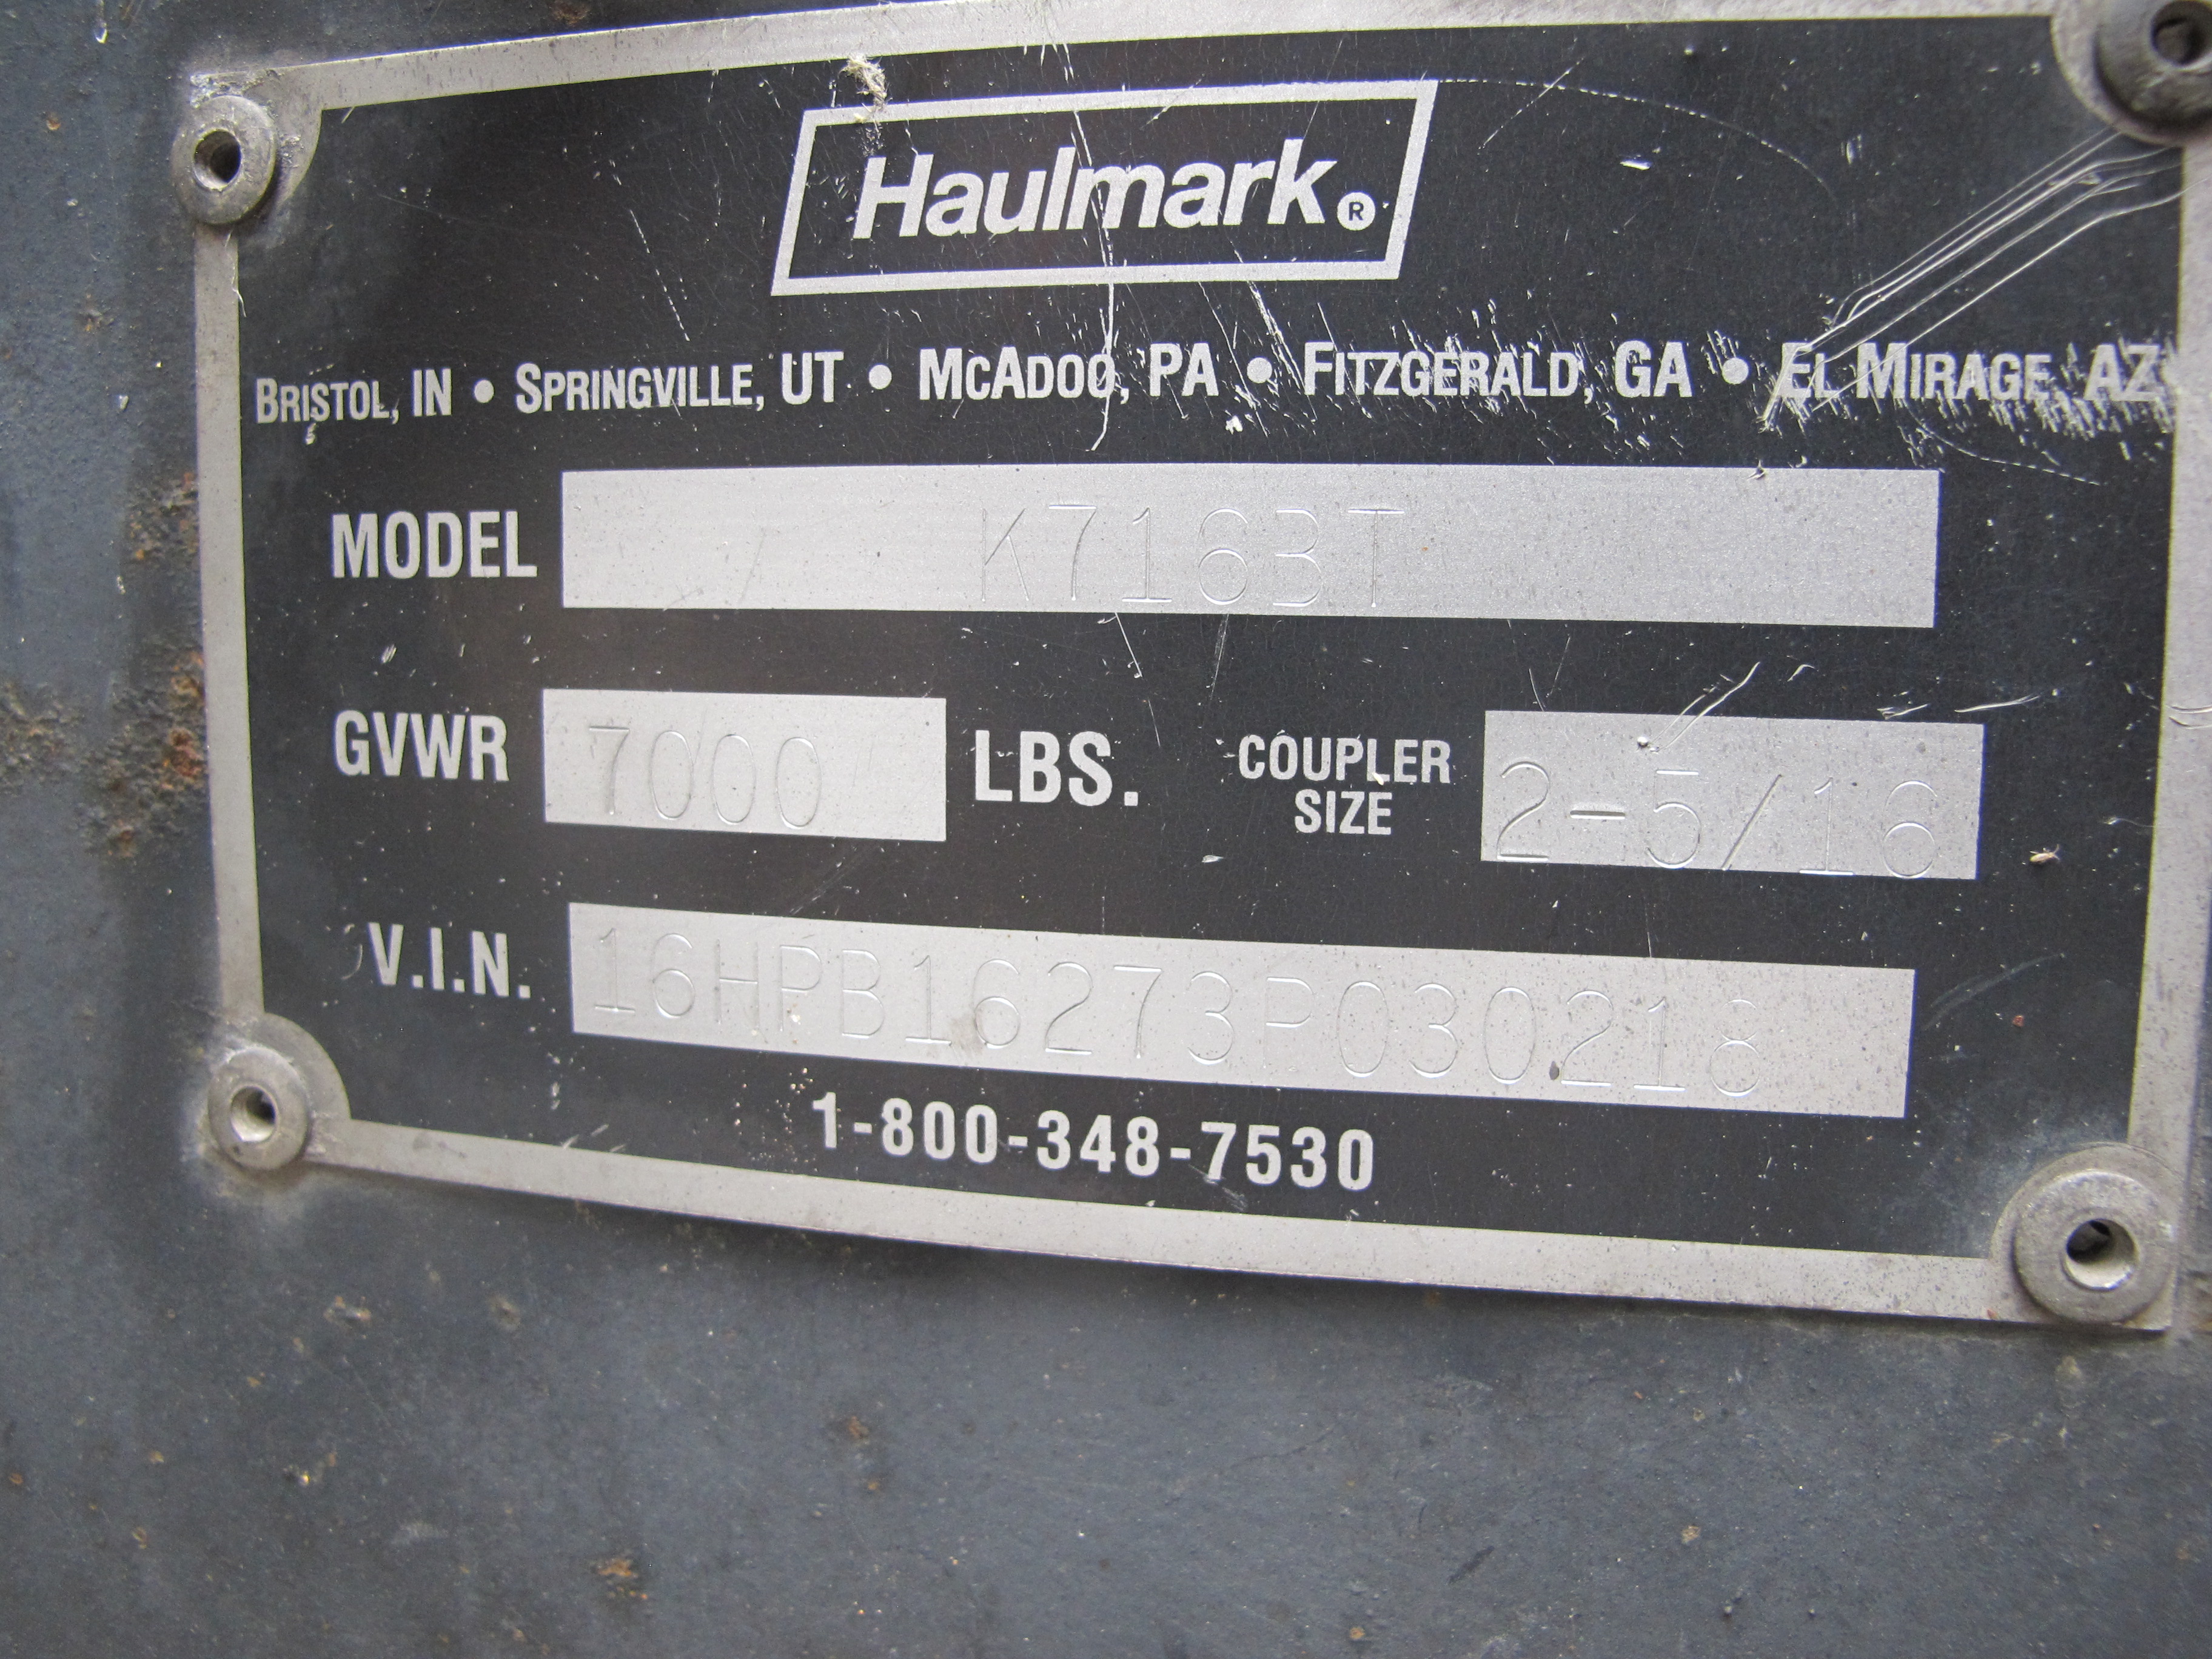 Haulmark®
BRISTOL, IN • SPRINGVILLE, UT • MCADOO, PA • FITZGERALD, GA • EL MIRAGE, AZ
MODEL K716BT
GVWR 7000 LBS. COUPLER SIZE 2-5/16
V.I.N. 16HPB16273P030218
1-800-348-7530